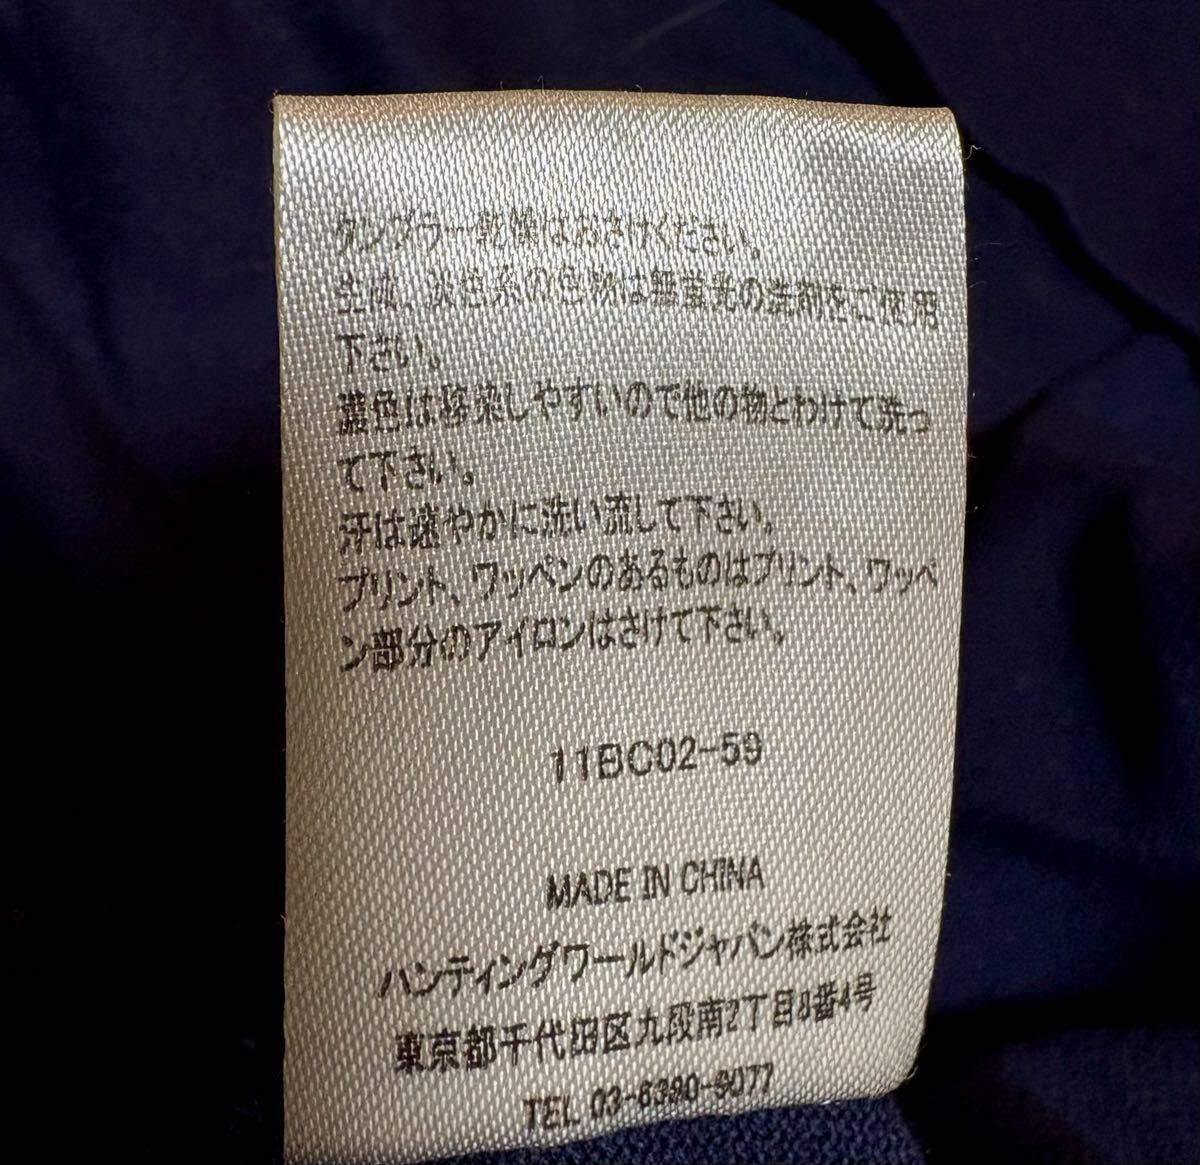 タンブラー乾燥はおさけください。
生成、淡色系の色物は無蛍光の洗剤をご使用
下さい。
濃色は移染しやすいので他の物とわけて洗っ
て下さい。
汗は速やかに洗い流して下さい。
プリント、ワッペンのあるものはプリント、ワッペ
ン部分のアイロンはさけて下さい。
11BC02-59
MADE IN CHINA
ハンティングワールドジャパン株式会社
東京都千代田区九段南2丁目8番4号
TEL 03-6380-9077